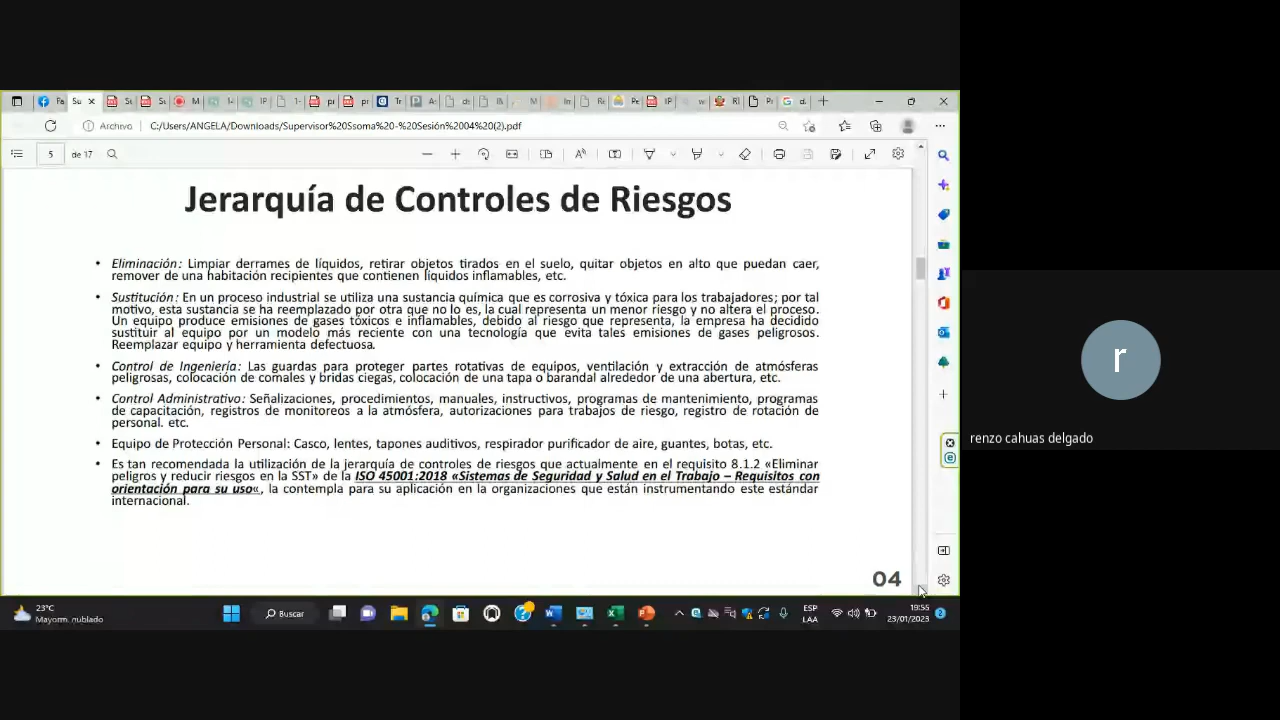 Archivo
C:/Users/ANGELA/Downloads/Supervisor%20Ssoma%20-%20Sesión%2004%20(2).pdf
5 de 17
Jerarquía de Controles de Riesgos
• Eliminación: Limpiar derrames de líquidos, retirar objetos tirados en el suelo, quitar objetos en alto que puedan caer,
remover de una habitación recipientes que contienen líquidos inflamables, etc.
• Sustitución: En un proceso industrial se utiliza una sustancia química que es corrosiva y tóxica para los trabajadores; por tal
motivo, esta sustancia se ha reemplazado por otra que no lo es, la cual representa un menor riesgo y no altera el proceso.
Un equipo produce emisiones de gases tóxicos e inflamables, debido al riesgo que representa, la empresa ha decidido
sustituir al equipo por un modelo más reciente con una tecnología que evita tales emisiones de gases peligrosos.
Reemplazar equipo y herramienta defectuosa.
• Control de Ingeniería: Las guardas para proteger partes rotativas de equipos, ventilación y extracción de atmósferas
peligrosas, colocación de comales y bridas ciegas, colocación de una tapa o barandal alrededor de una abertura, etc.
• Control Administrativo: Señalizaciones, procedimientos, manuales, instructivos, programas de mantenimiento, programas
de capacitación, registros de monitoreos a la atmósfera, autorizaciones para trabajos de riesgo, registro de rotación de
personal. etc.
• Equipo de Protección Personal: Casco, lentes, tapones auditivos, respirador purificador de aire, guantes, botas, etc.
• Es tan recomendada la utilización de la jerarquía de controles de riesgos que actualmente en el requisito 8.1.2 «Eliminar
peligros y reducir riesgos en la SST» de la ISO 45001:2018 «Sistemas de Seguridad y Salud en el Trabajo – Requisitos con
orientación para su uso«, la contempla para su aplicación en la organizaciones que están instrumentando este estándar
internacional.
04
r
renzo cahuas delgado
23°C
Mayorm. nublado
Buscar
ESP
LAA
19:55
23/01/2023